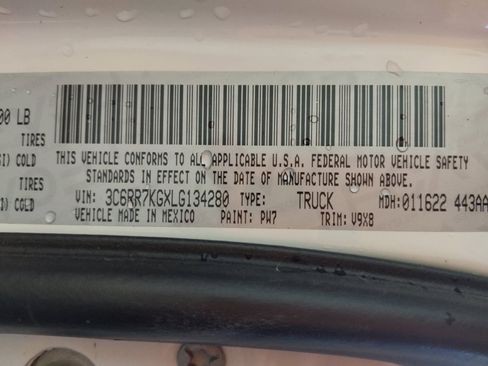 00 LB
TIRES
SI) COLD
TIRES
I) COLD
THIS VEHICLE CONFORMS TO ALL APPLICABLE U.S.A. FEDERAL MOTOR VEHICLE SAFETY
STANDARDS IN EFFECT ON THE DATE OF MANUFACTURE SHOWN ABOVE.
VIN: 3C6RR7KGXLG134280 TYPE: TRUCK MDH: 011622 443AA
VEHICLE MADE IN MEXICO PAINT: PW7 TRIM: V9X8